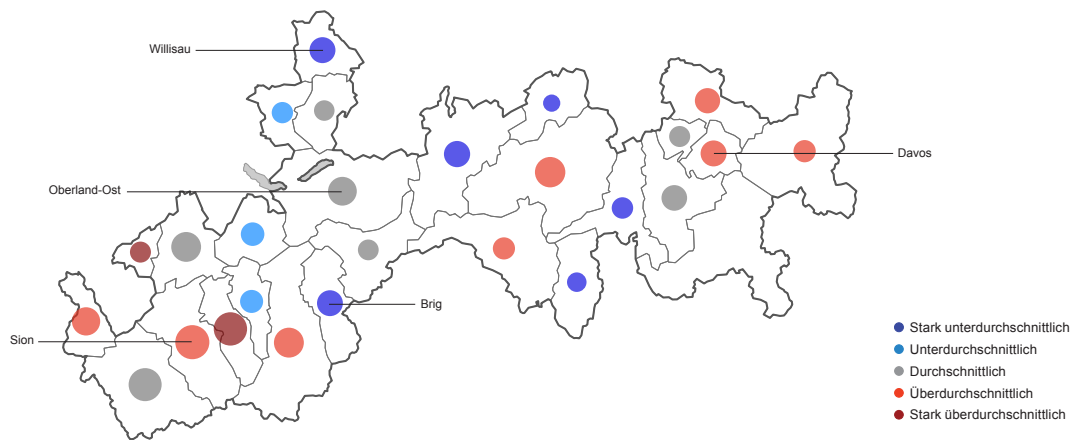 Willisau
Davos
Oberland-Ost
Brig
Sion
Stark unterdurchschnittlich
Unterdurchschnittlich
Durchschnittlich
Überdurchschnittlich
Stark überdurchschnittlich